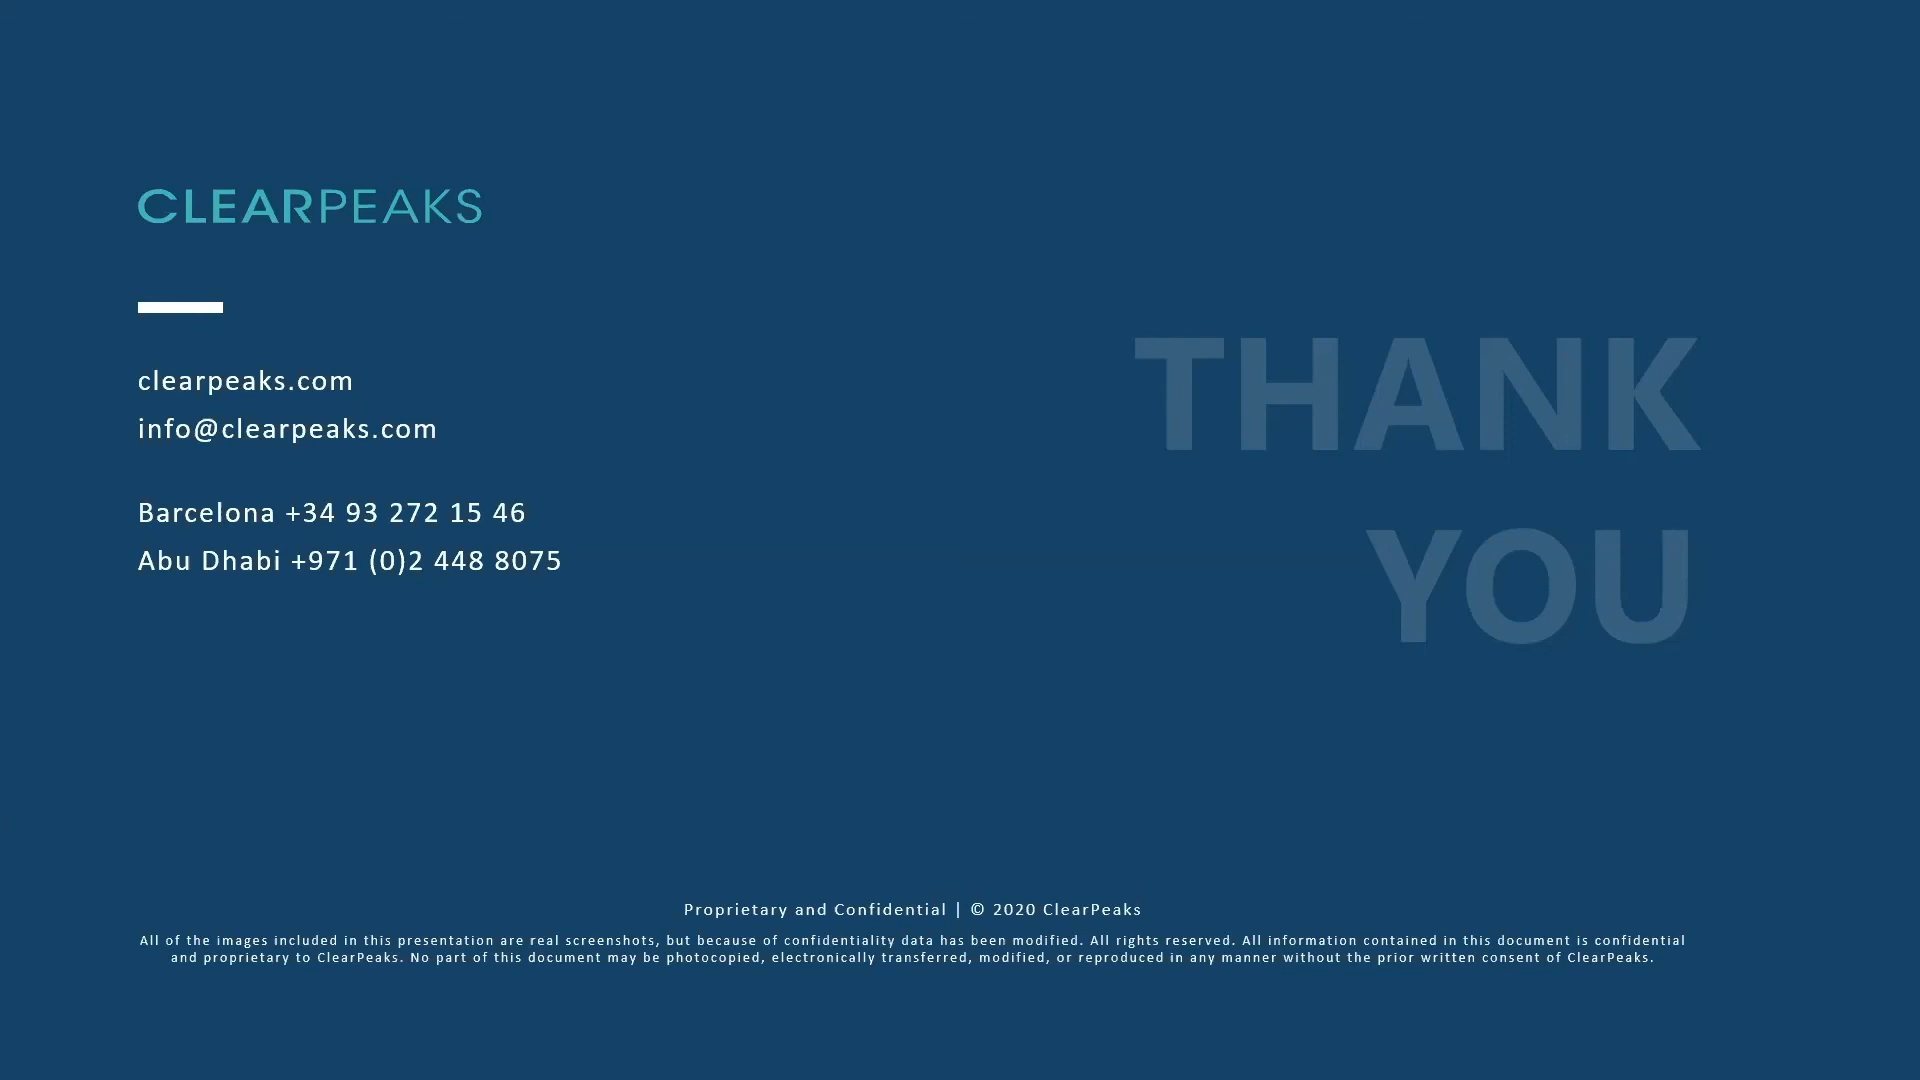 CLEARPEAKS
clearpeaks.com
info@clearpeaks.com
Barcelona +34 93 272 15 46
Abu Dhabi +971 (0)2 448 8075
THANK
YOU
Proprietary and Confidential | © 2020 ClearPeaks
All of the images included in this presentation are real screenshots, but because of confidentiality data has been modified. All rights reserved. All information contained in this document is confidential
and proprietary to ClearPeaks. No part of this document may be photocopied, electronically transferred, modified, or reproduced in any manner without the prior written consent of ClearPeaks.